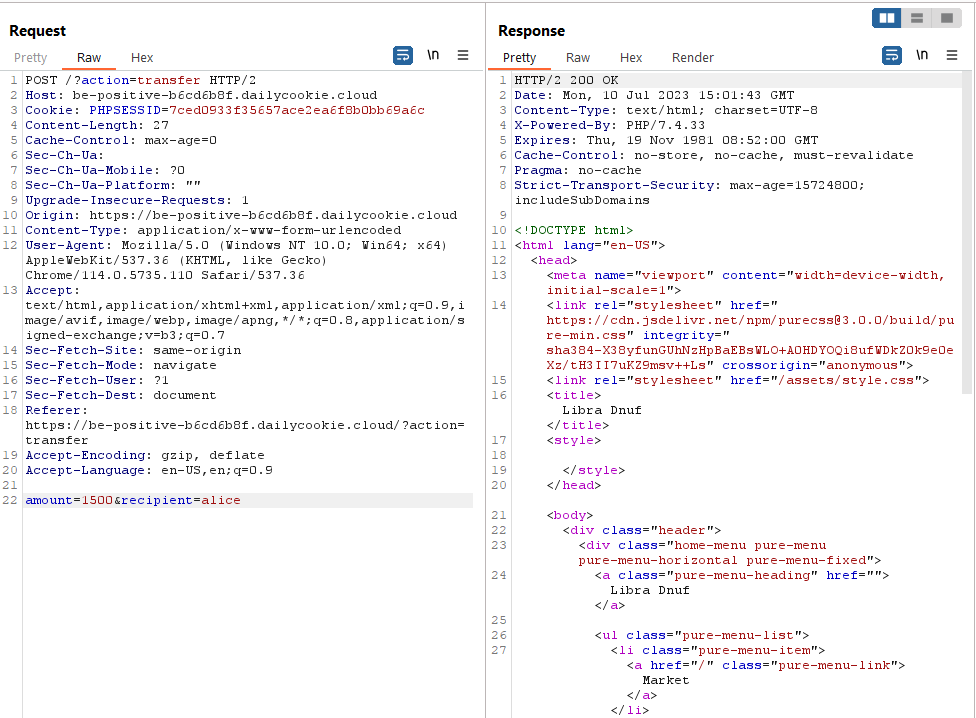 Request
Pretty Raw Hex \n
1 POST /?action=transfer HTTP/2
2 Host: be-positive-b6cd6b8f.dailycookie.cloud
3 Cookie: PHPSESSID=7ced0933f35657ace2ea6f8b0bb69a6c
4 Content-Length: 27
5 Cache-Control: max-age=0
6 Sec-Ch-Ua:
7 Sec-Ch-Ua-Mobile: ?0
8 Sec-Ch-Ua-Platform: ""
9 Upgrade-Insecure-Requests: 1
10 Origin: https://be-positive-b6cd6b8f.dailycookie.cloud
11 Content-Type: application/x-www-form-urlencoded
12 User-Agent: Mozilla/5.0 (Windows NT 10.0; Win64; x64)
AppleWebKit/537.36 (KHTML, like Gecko)
Chrome/114.0.5735.110 Safari/537.36
13 Accept:
text/html,application/xhtml+xml,application/xml;q=0.9,i
mage/avif,image/webp,image/apng,*/*;q=0.8,application/s
igned-exchange;v=b3;q=0.7
14 Sec-Fetch-Site: same-origin
15 Sec-Fetch-Mode: navigate
16 Sec-Fetch-User: ?1
17 Sec-Fetch-Dest: document
18 Referer:
https://be-positive-b6cd6b8f.dailycookie.cloud/?action=
transfer
19 Accept-Encoding: gzip, deflate
20 Accept-Language: en-US,en;q=0.9
21
22 amount=1500&recipient=alice
Response
Pretty Raw Hex Render \n
1 HTTP/2 200 OK
2 Date: Mon, 10 Jul 2023 15:01:43 GMT
3 Content-Type: text/html; charset=UTF-8
4 X-Powered-By: PHP/7.4.33
5 Expires: Thu, 19 Nov 1981 08:52:00 GMT
6 Cache-Control: no-store, no-cache, must-revalidate
7 Pragma: no-cache
8 Strict-Transport-Security: max-age=15724800;
includeSubDomains
9
10 <!DOCTYPE html>
11 <html lang="en-US">
12 <head>
13 <meta name="viewport" content="width=device-width,
initial-scale=1">
14 <link rel="stylesheet" href="
https://cdn.jsdelivr.net/npm/purecss@3.0.0/build/pu
re-min.css" integrity="
sha384-X38yfunGUhNzHpBaEBsWLO+A0HDYOQi8ufWDkZ0k9e0e
Xz/tH3II7uKZ9msv++Ls" crossorigin="anonymous">
15 <link rel="stylesheet" href="/assets/style.css">
16 <title>
Libra Dnuf
</title>
17 <style>
18
19 </style>
20 </head>
21 <body>
22 <div class="header">
23 <div class="home-menu pure-menu
pure-menu-horizontal pure-menu-fixed">
24 <a class="pure-menu-heading" href="">
Libra Dnuf
</a>
25
26 <ul class="pure-menu-list">
27 <li class="pure-menu-item">
<a href="/" class="pure-menu-link">
Market
</a>
</li>